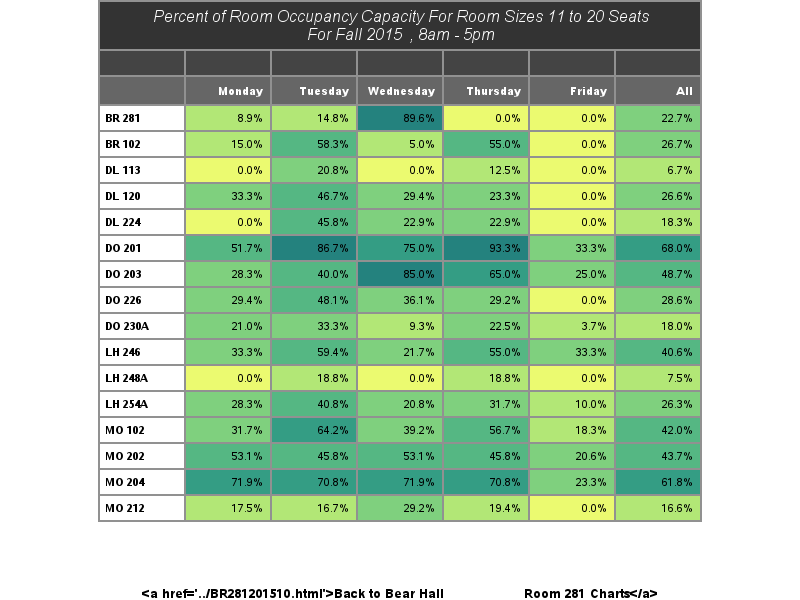 Percent of Room Occupancy Capacity For Room Sizes 11 to 20 Seats
For Fall 2015 , 8am - 5pm
Monday Tuesday Wednesday Thursday Friday All
BR 281 8.9% 14.8% 89.6% 0.0% 0.0% 22.7%
BR 102 15.0% 58.3% 5.0% 55.0% 0.0% 26.7%
DL 113 0.0% 20.8% 0.0% 12.5% 0.0% 6.7%
DL 120 33.3% 46.7% 29.4% 23.3% 0.0% 26.6%
DL 224 0.0% 45.8% 22.9% 22.9% 0.0% 18.3%
DO 201 51.7% 86.7% 75.0% 93.3% 33.3% 68.0%
DO 203 28.3% 40.0% 85.0% 65.0% 25.0% 48.7%
DO 226 29.4% 48.1% 36.1% 29.2% 0.0% 28.6%
DO 230A 21.0% 33.3% 9.3% 22.5% 3.7% 18.0%
LH 246 33.3% 59.4% 21.7% 55.0% 33.3% 40.6%
LH 248A 0.0% 18.8% 0.0% 18.8% 0.0% 7.5%
LH 254A 28.3% 40.8% 20.8% 31.7% 10.0% 26.3%
MO 102 31.7% 64.2% 39.2% 56.7% 18.3% 42.0%
MO 202 53.1% 45.8% 53.1% 45.8% 20.6% 43.7%
MO 204 71.9% 70.8% 71.9% 70.8% 23.3% 61.8%
MO 212 17.5% 16.7% 29.2% 19.4% 0.0% 16.6%
<a href='../BR281201510.html'>Back to Bear Hall Room 281 Charts</a>